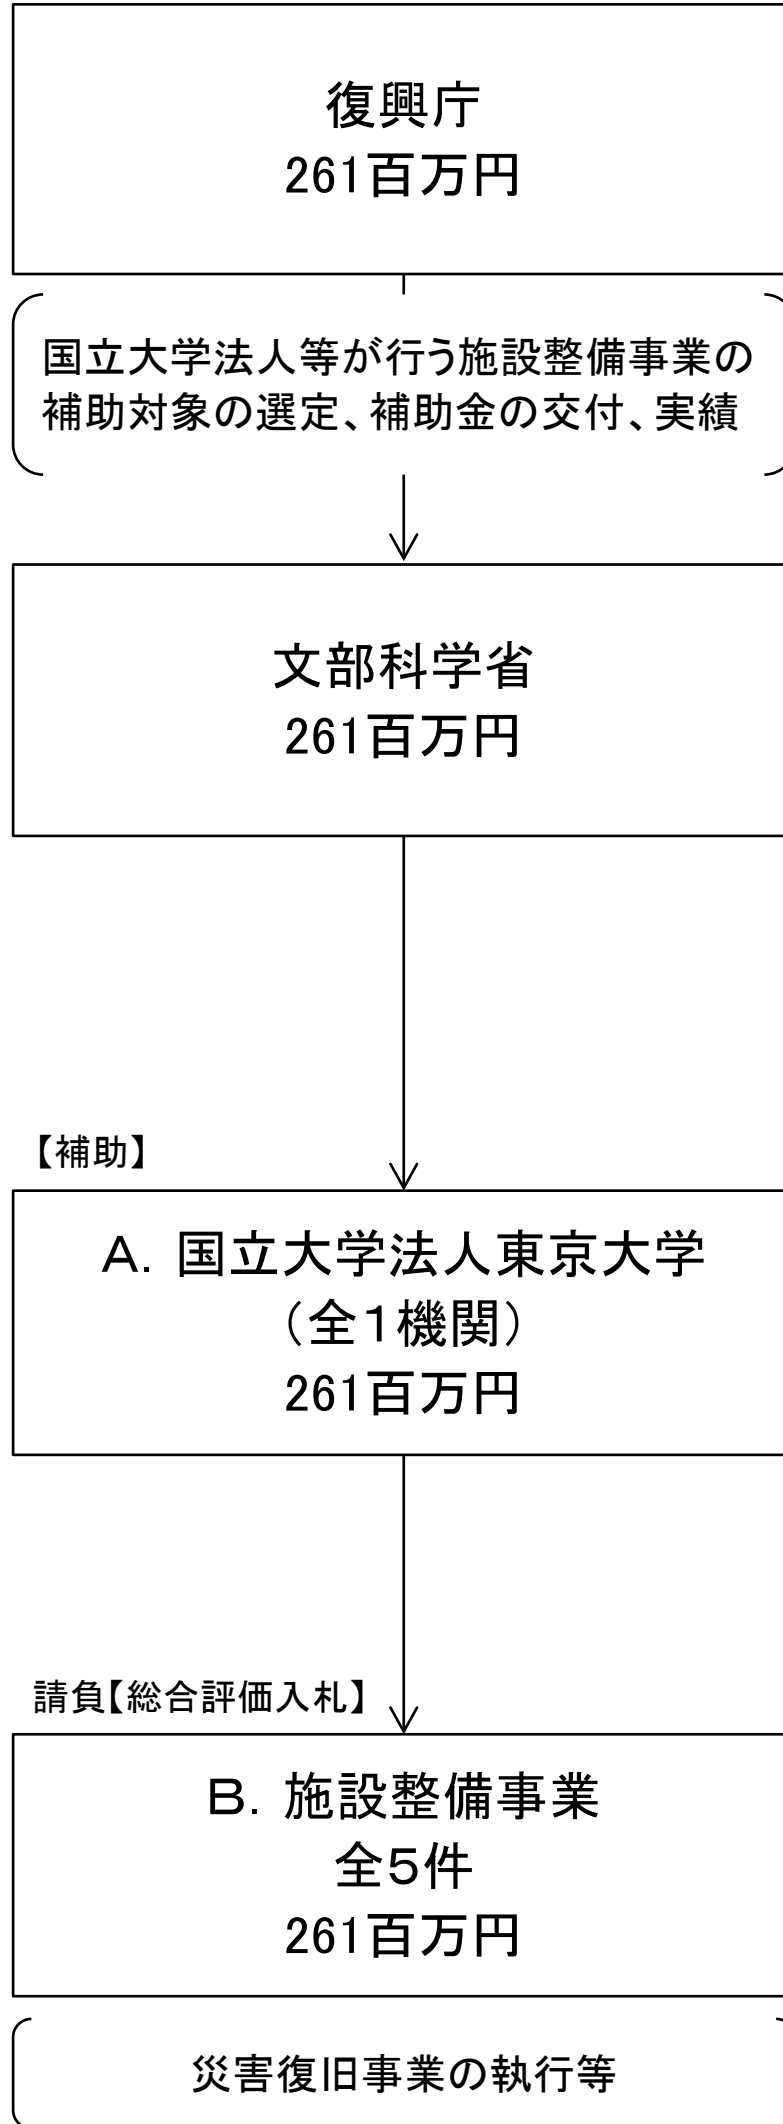 復興庁
261百万円
国立大学法人等が行う施設整備事業の
補助対象の選定、補助金の交付、実績
文部科学省
261百万円
【補助】
A. 国立大学法人東京大学
（全１機関）
261百万円
請負【総合評価入札】
B. 施設整備事業
全５件
261百万円
災害復旧事業の執行等